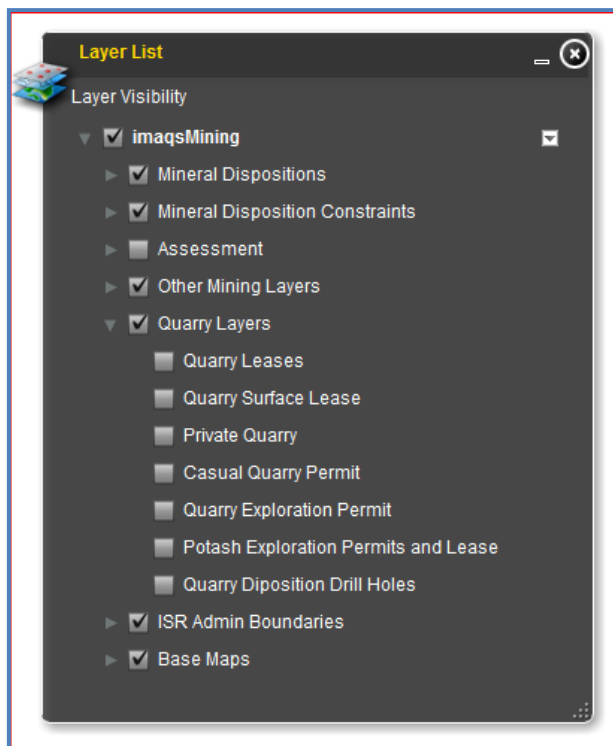 Layer List
Layer Visibility
imaqsMining
Mineral Dispositions
Mineral Disposition Constraints
Assessment
Other Mining Layers
Quarry Layers
Quarry Leases
Quarry Surface Lease
Private Quarry
Casual Quarry Permit
Quarry Exploration Permit
Potash Exploration Permits and Lease
Quarry Diposition Drill Holes
ISR Admin Boundaries
Base Maps